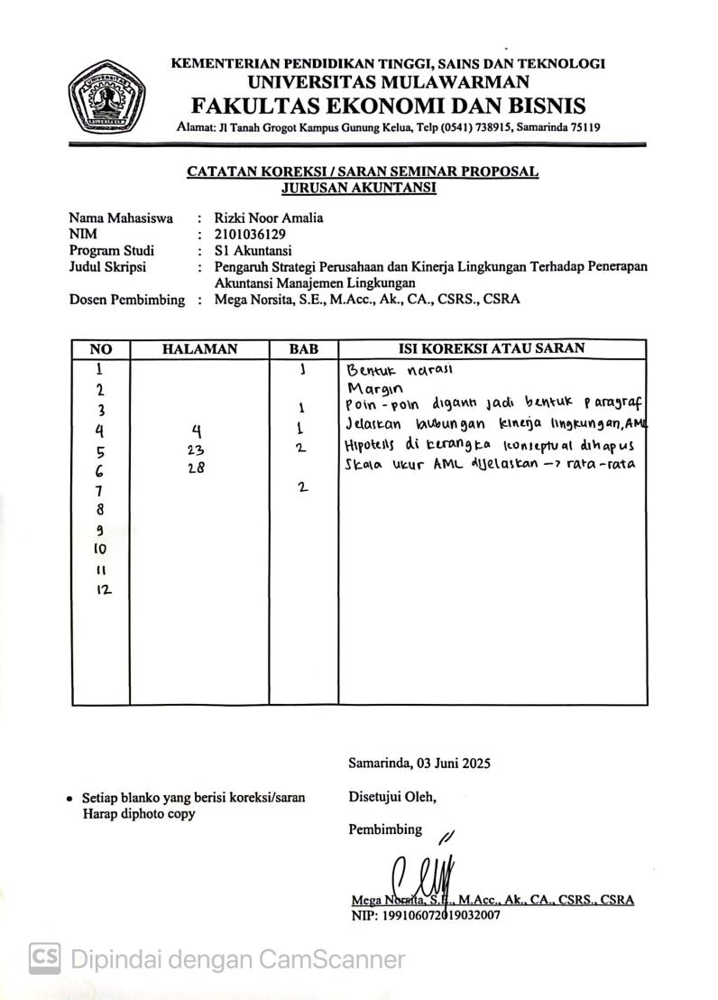 KEMENTERIAN PENDIDIKAN TINGGI, SAINS DAN TEKNOLOGI
UNIVERSITAS MULAWARMAN
FAKULTAS EKONOMI DAN BISNIS
Alamat: Jl Tanah Grogot Kampus Gunung Kelua, Telp (0541) 738915, Samarinda 75119
CATATAN KOREKSI / SARAN SEMINAR PROPOSAL
JURUSAN AKUNTANSI
Nama Mahasiswa : Rizki Noor Amalia
NIM : 2101036129
Program Studi : S1 Akuntansi
Judul Skripsi : Pengaruh Strategi Perusahaan dan Kinerja Lingkungan Terhadap Penerapan
Akuntansi Manajemen Lingkungan
Dosen Pembimbing : Mega Norsita, S.E., M.Acc., Ak., CA., CSRS., CSRA
NO HALAMAN BAB ISI KOREKSI ATAU SARAN
1 1 Bentuk narasi
2 Margin
3 1 Poin-poin diganti jadi bentuk paragraf
4 4 1 Jelaskan hubungan kinerja lingkungan, AML
5 23 2 Hipotesis di kerangka konseptual dihapus
6 28 Skala ukur AML dijelaskan → rata-rata
7 2
8
9
10
11
12
Samarinda, 03 Juni 2025
• Setiap blanko yang berisi koreksi/saran
Harap diphoto copy
Disetujui Oleh,
Pembimbing
Mega Norsita, S.E., M.Acc., Ak., CA., CSRS., CSRA
NIP: 199106072019032007
CS Dipindai dengan CamScanner